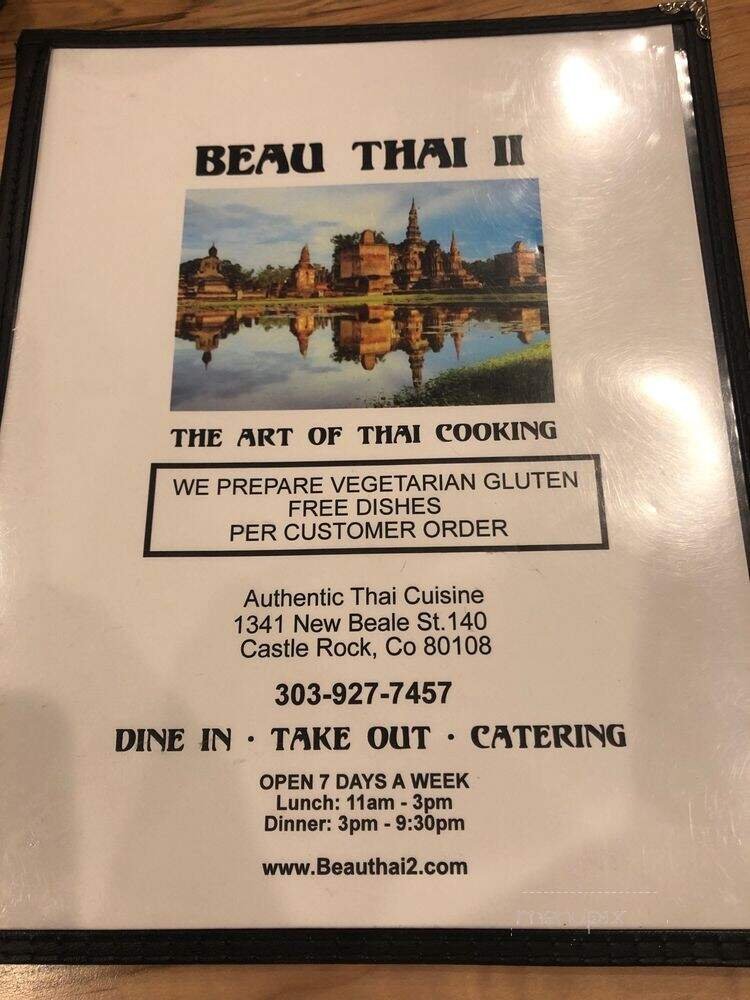 BEAU THAI II
THE ART OF THAI COOKING
WE PREPARE VEGETARIAN GLUTEN
FREE DISHES
PER CUSTOMER ORDER
Authentic Thai Cuisine
1341 New Beale St.140
Castle Rock, Co 80108
303-927-7457
DINE IN · TAKE OUT · CATERING
OPEN 7 DAYS A WEEK
Lunch: 11am - 3pm
Dinner: 3pm - 9:30pm
www.Beauthai2.com
menupix